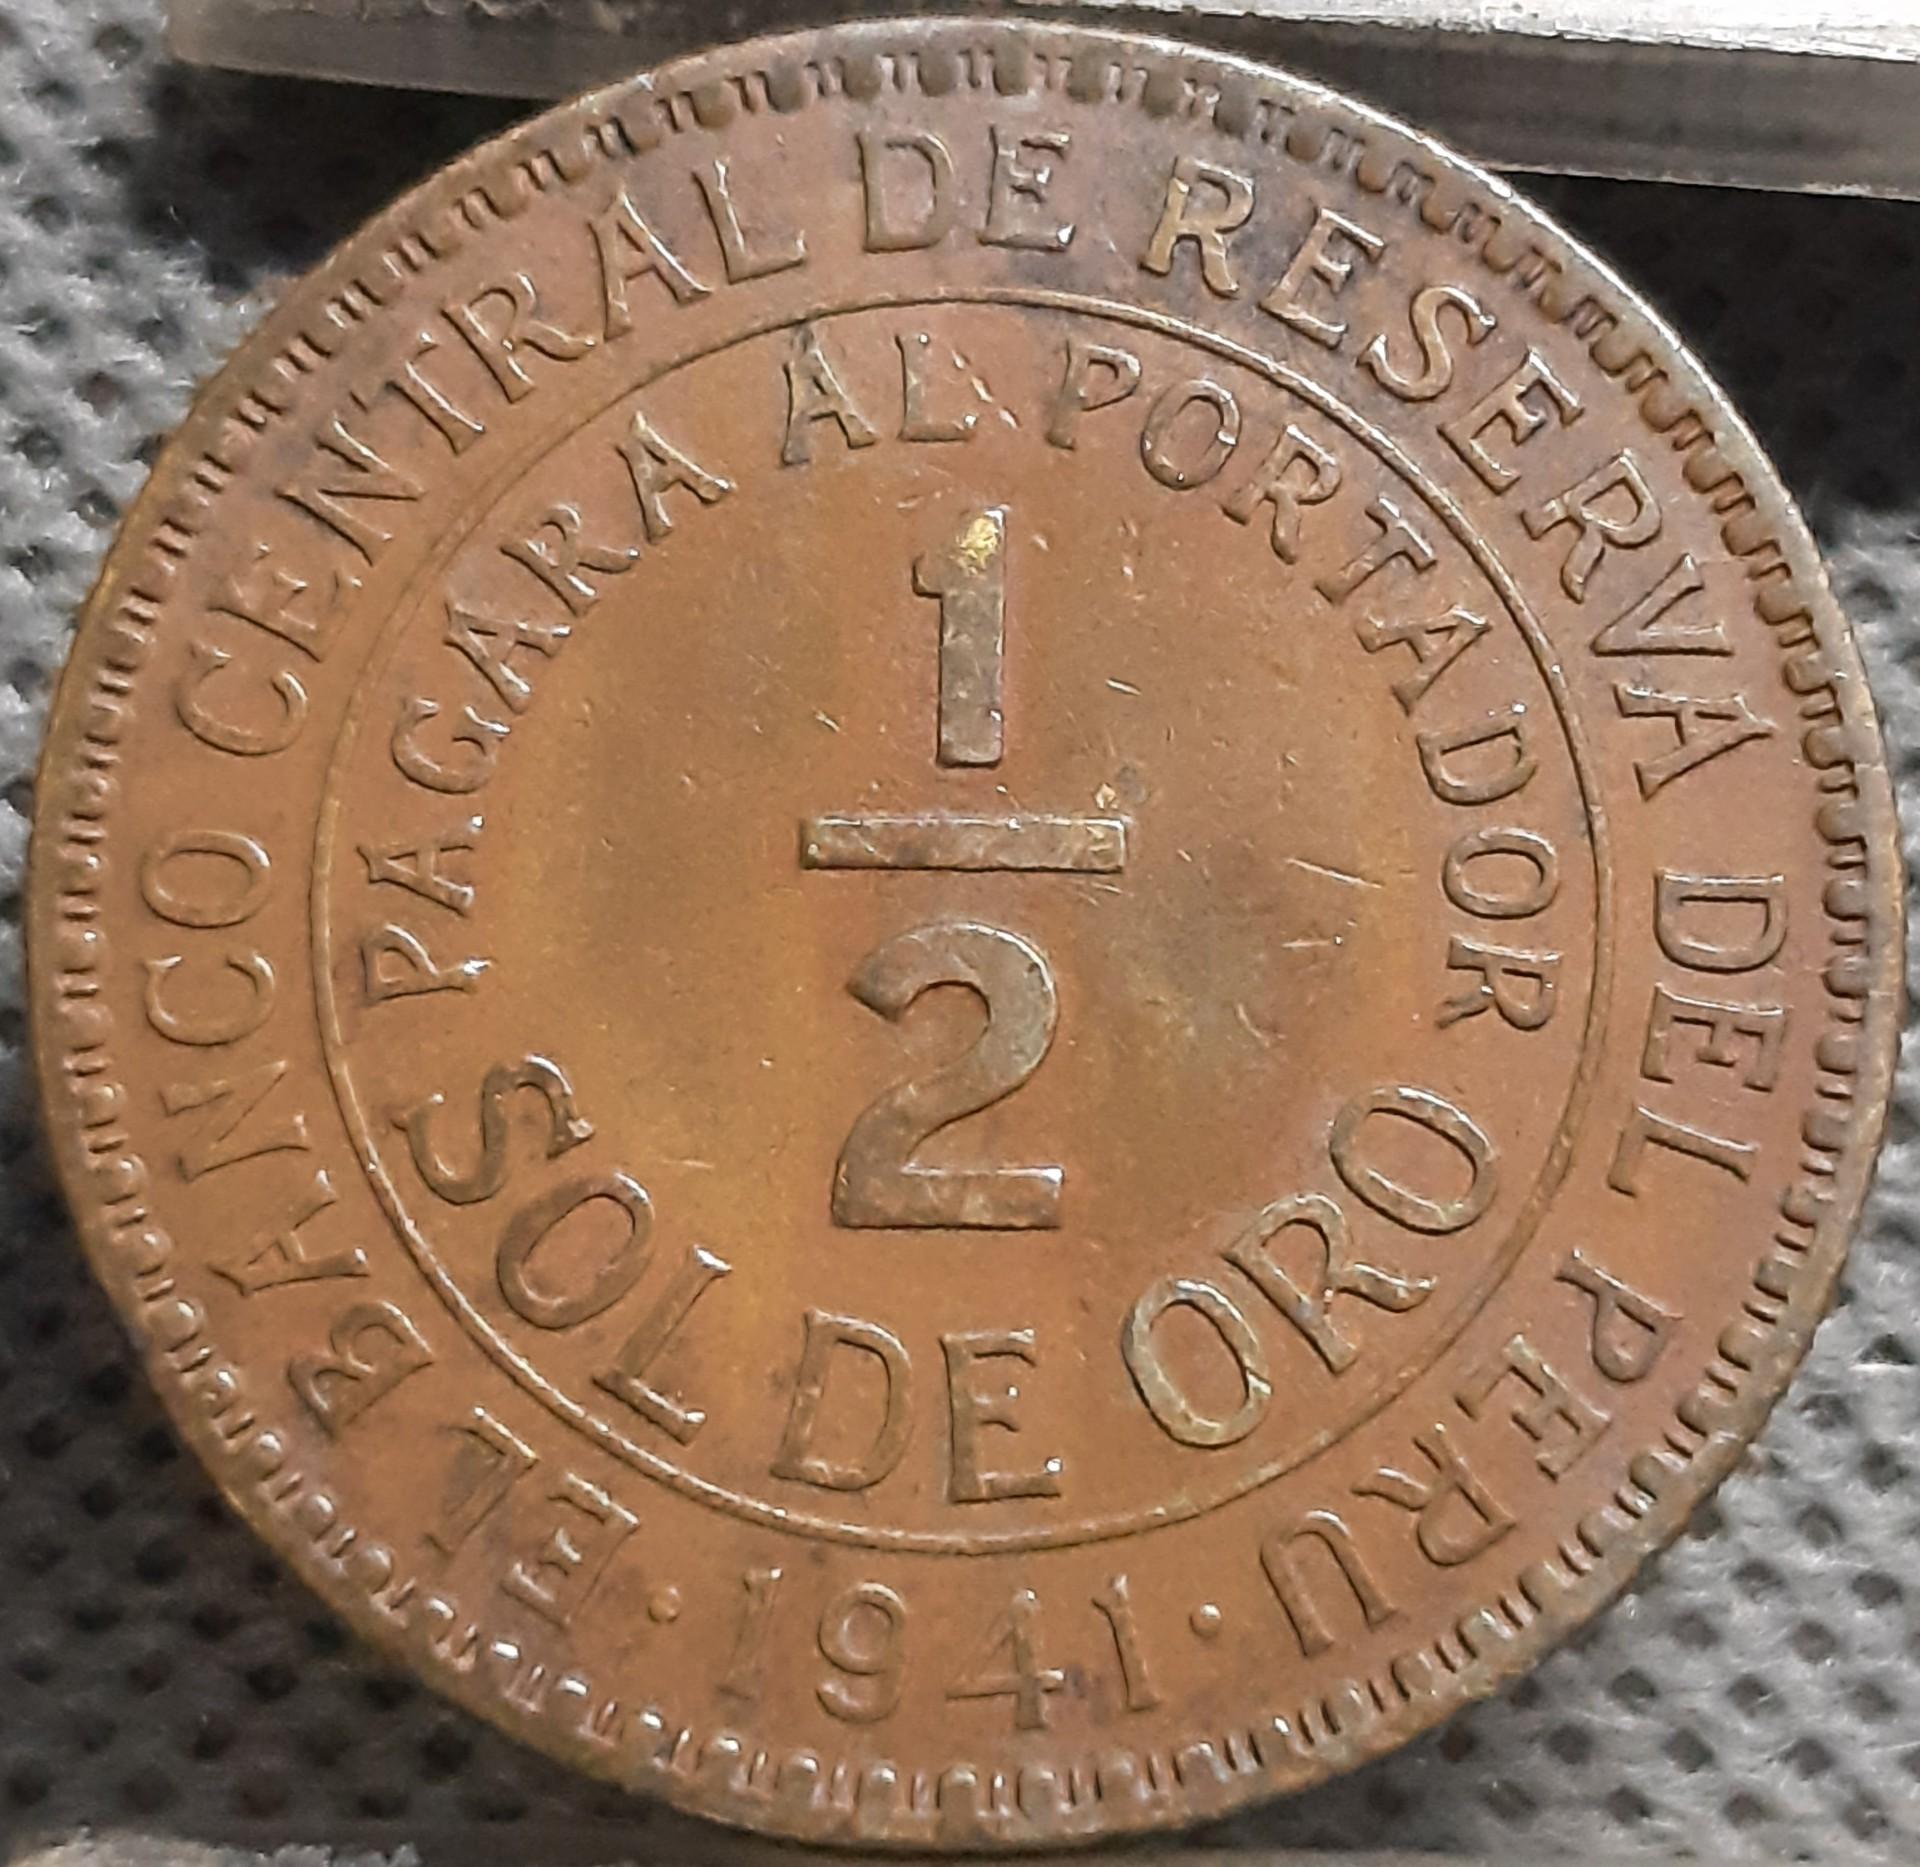 EL BANCO CENTRAL DE RESERVA DEL PERU
PAGARA AL PORTADOR
1
2
SOL DE ORO
· 1941 ·